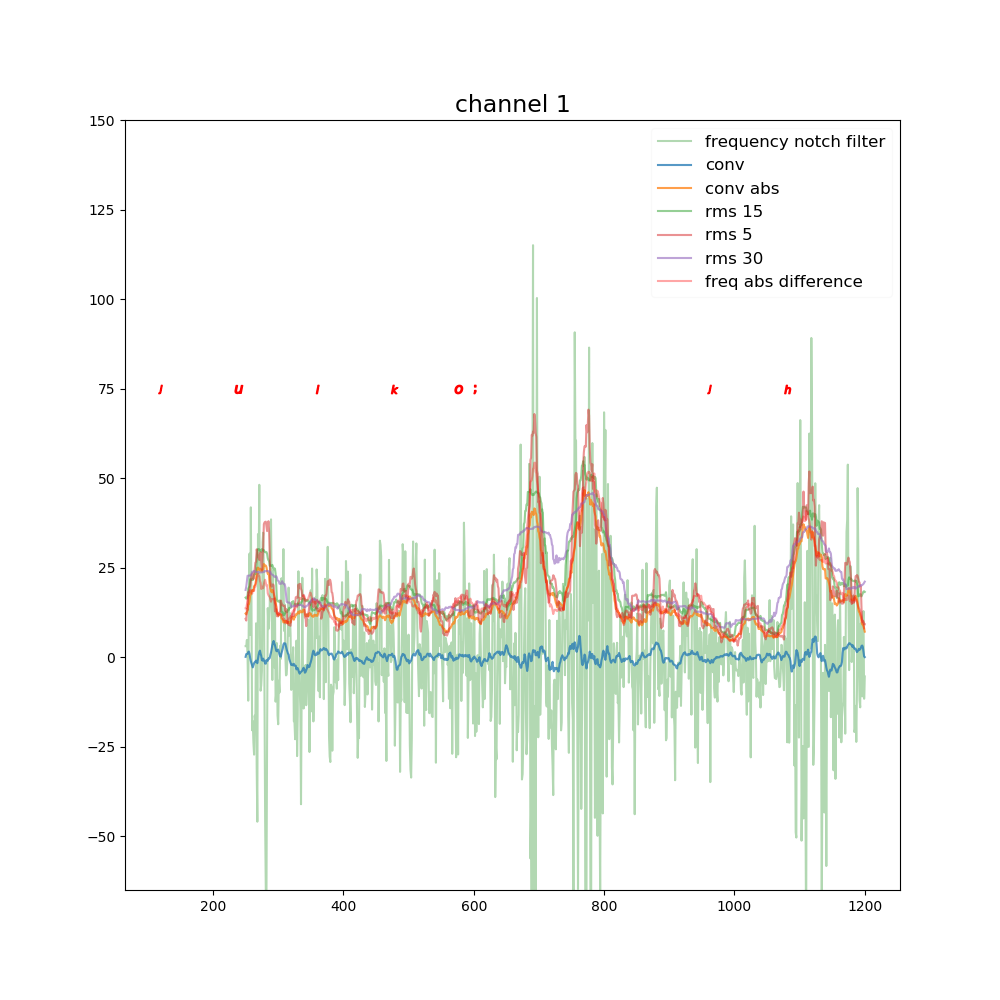 channel 1
150
frequency notch filter
conv
conv abs
rms 15
rms 5
rms 30
freq abs difference
125
100
75
J u l k o ; J h
50
25
0
−25
−50
200 400 600 800 1000 1200